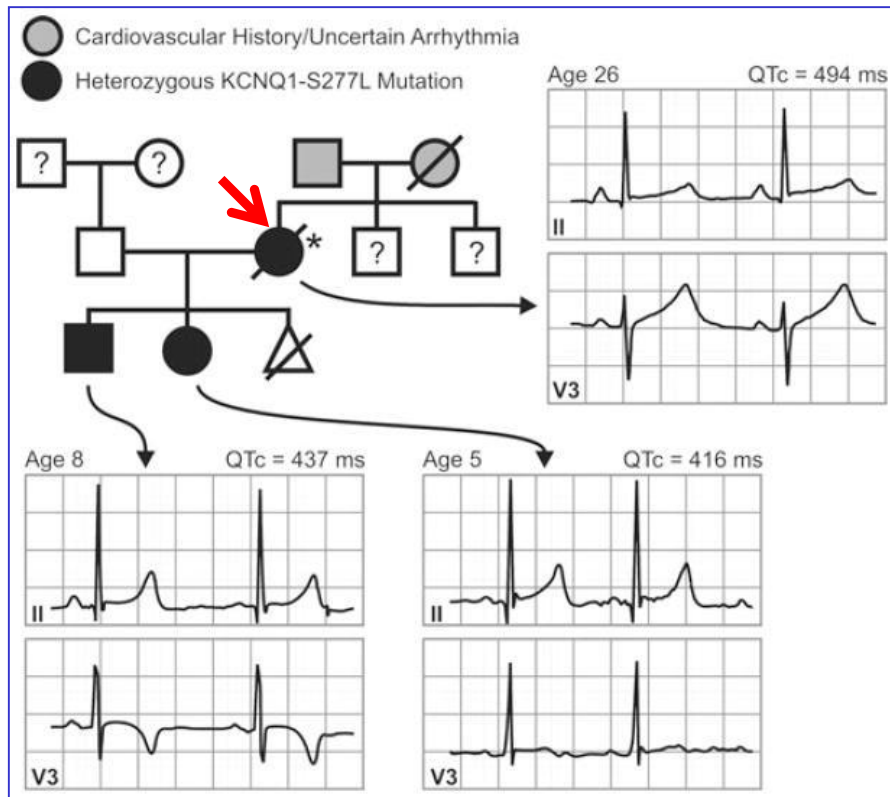 Cardiovascular History/Uncertain Arrhythmia
Heterozygous KCNQ1-S277L Mutation
Age 26 QTc = 494 ms
? ?
*
? ?
II
V3
Age 8 QTc = 437 ms
Age 5 QTc = 416 ms
II II
V3 V3